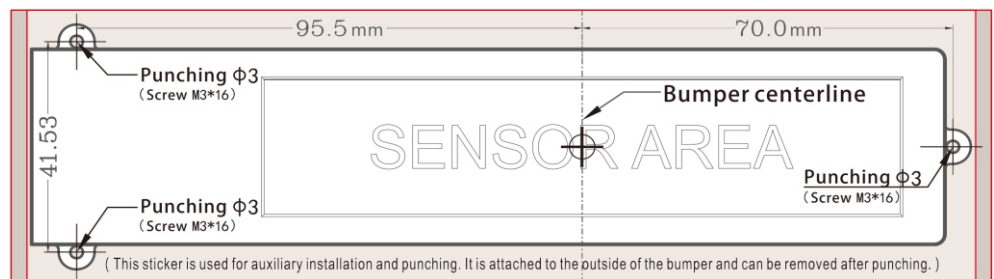 95.5mm
70.0mm
Punching Φ3
(Screw M3*16)
Bumper centerline
41.53
SENSOR AREA
Punching Φ3
(Screw M3*16)
Punching Φ3
(Screw M3*16)
( This sticker is used for auxiliary installation and punching. It is attached to the outside of the bumper and can be removed after punching. )